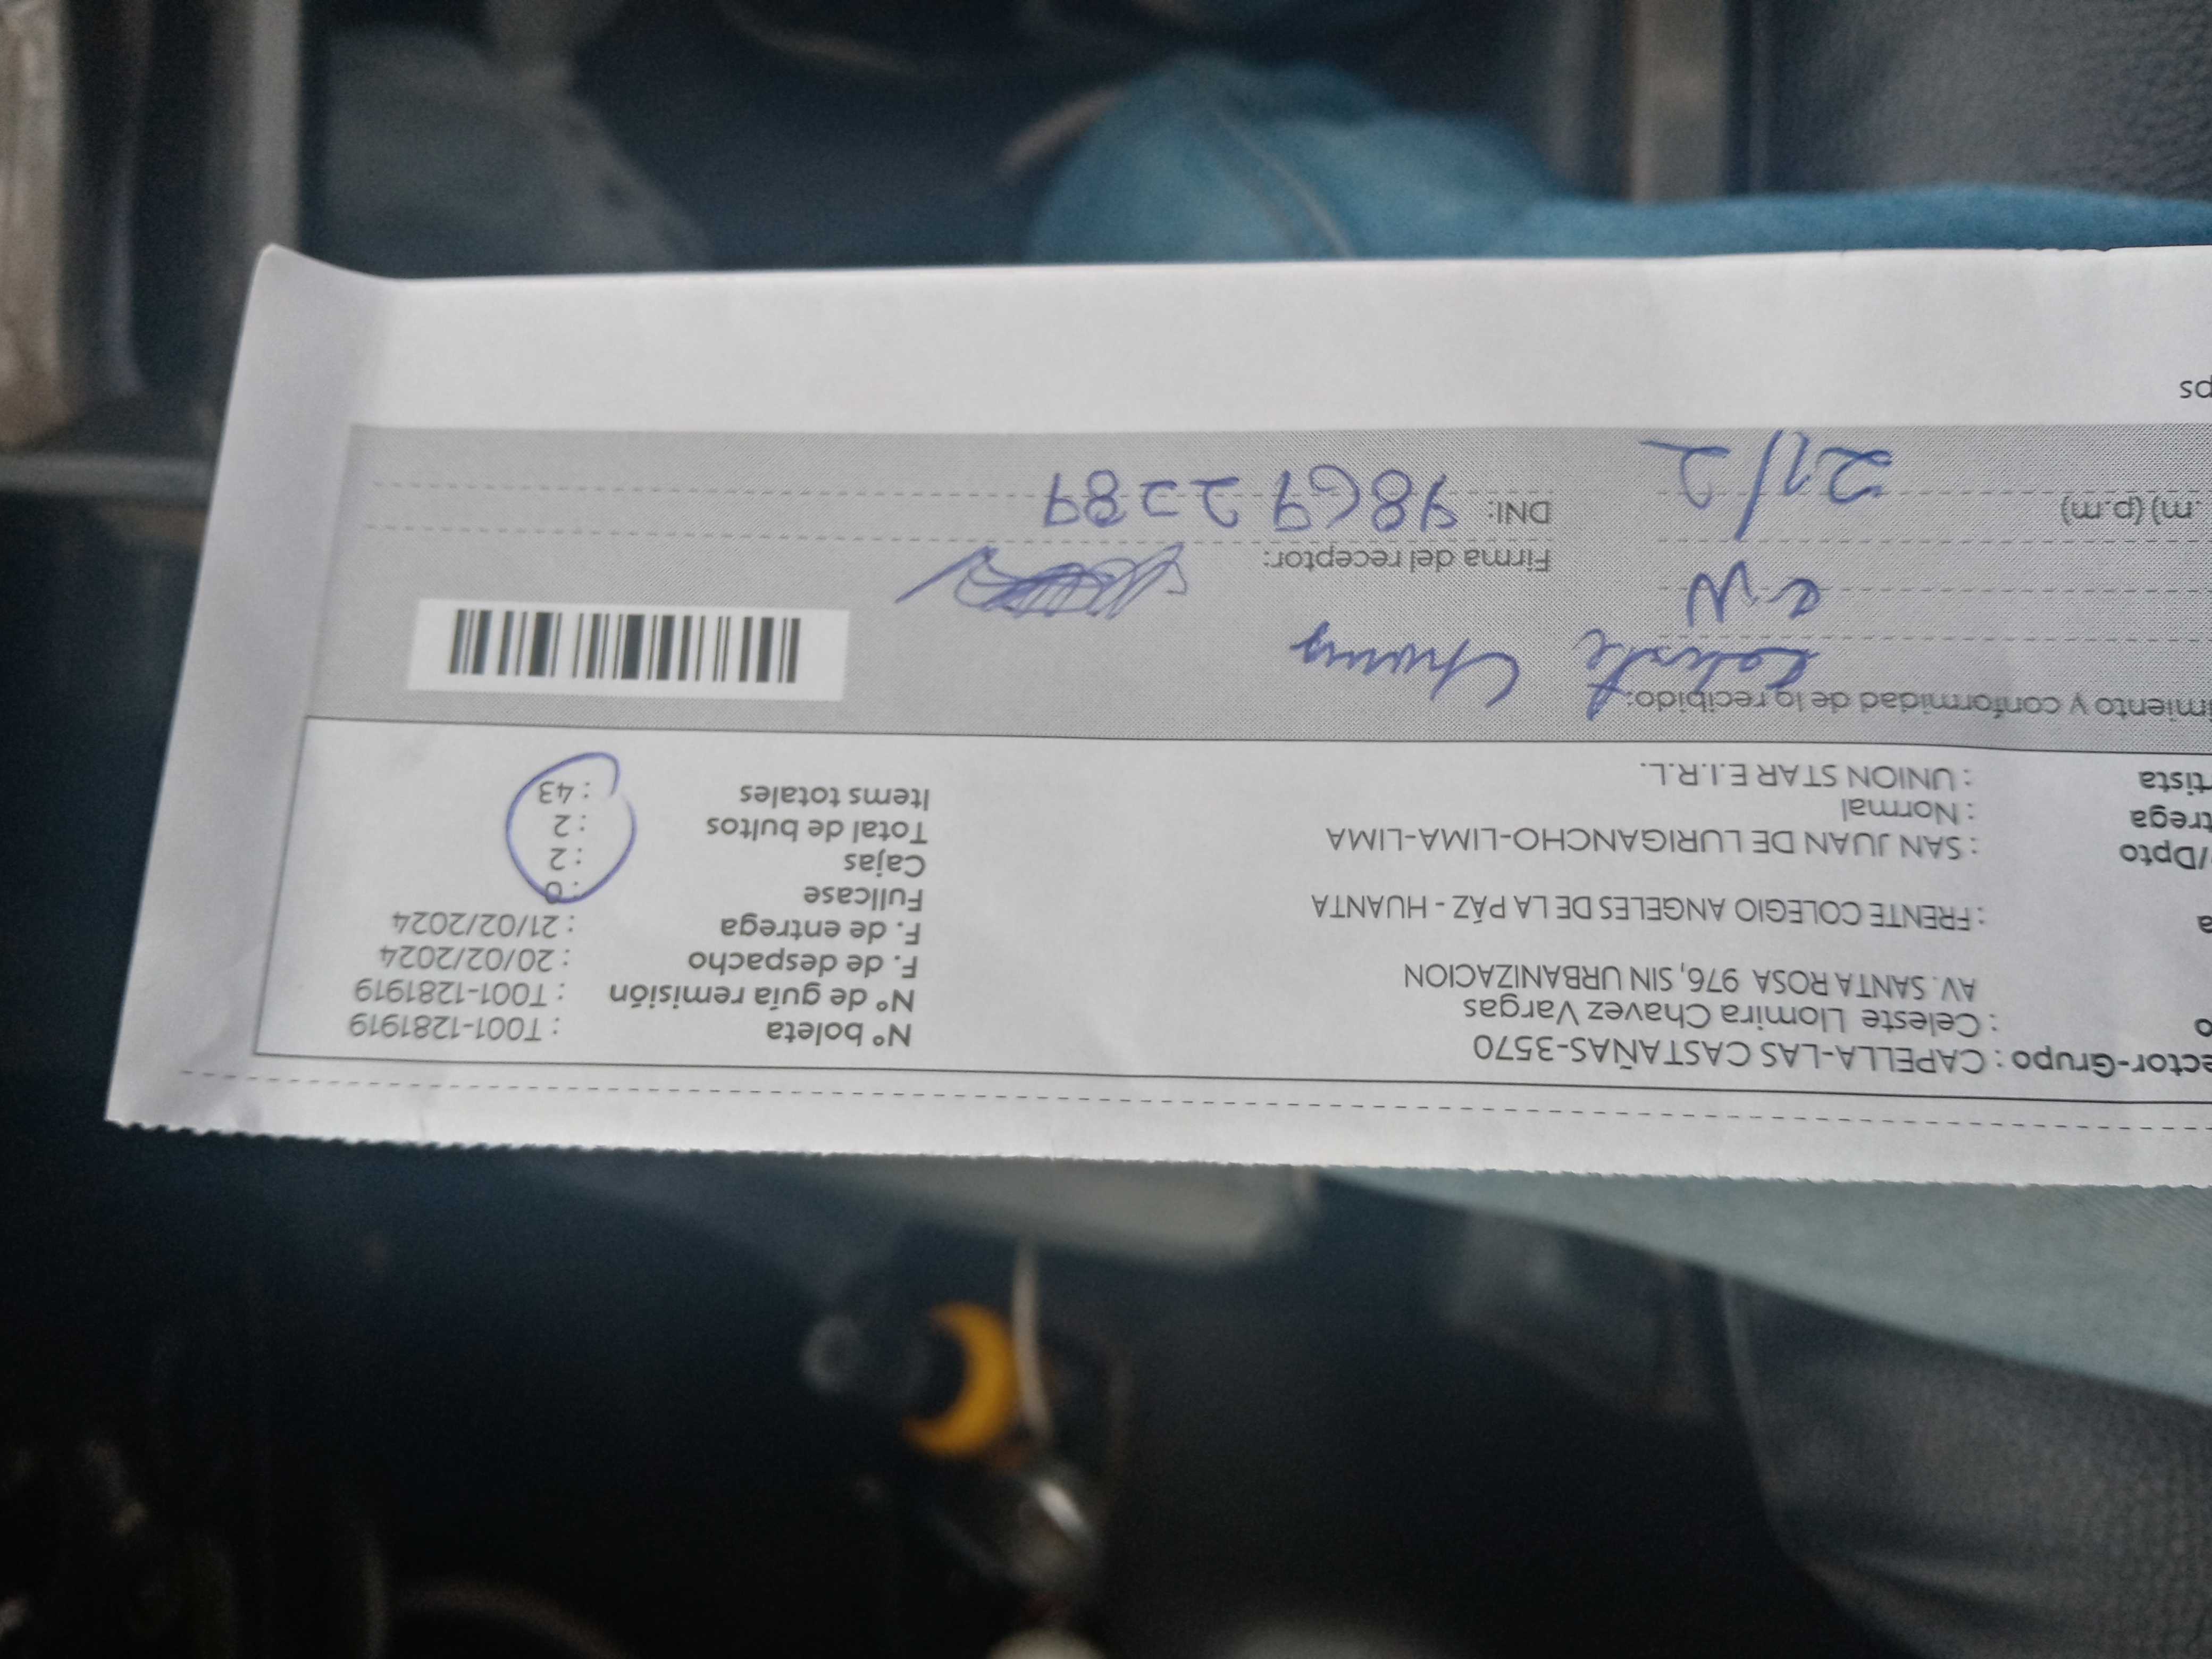 ector-Grupo : CAPELLA-LAS CASTAÑAS-3570
o : Celeste Llomira Chavez Vargas
AV. SANTA ROSA 976, SIN URBANIZACION
a : FRENTE COLEGIO ANGELES DE LA PÁZ - HUANTA
/Dpto : SAN JUAN DE LURIGANCHO-LIMA-LIMA
trega : Normal
rtista : UNION STAR E.I.R.L.
N° boleta : T001-1281919
N° de guía remisión : T001-1281919
F. de despacho : 20/02/2024
F. de entrega : 21/02/2024
Fullcase : 0
Cajas : 2
Total de bultos : 2
Items totales : 43
miento y conformidad de lo recibido:
Celeste
Firma del receptor:
.m) (p.m) 21/2
DNI:
ps